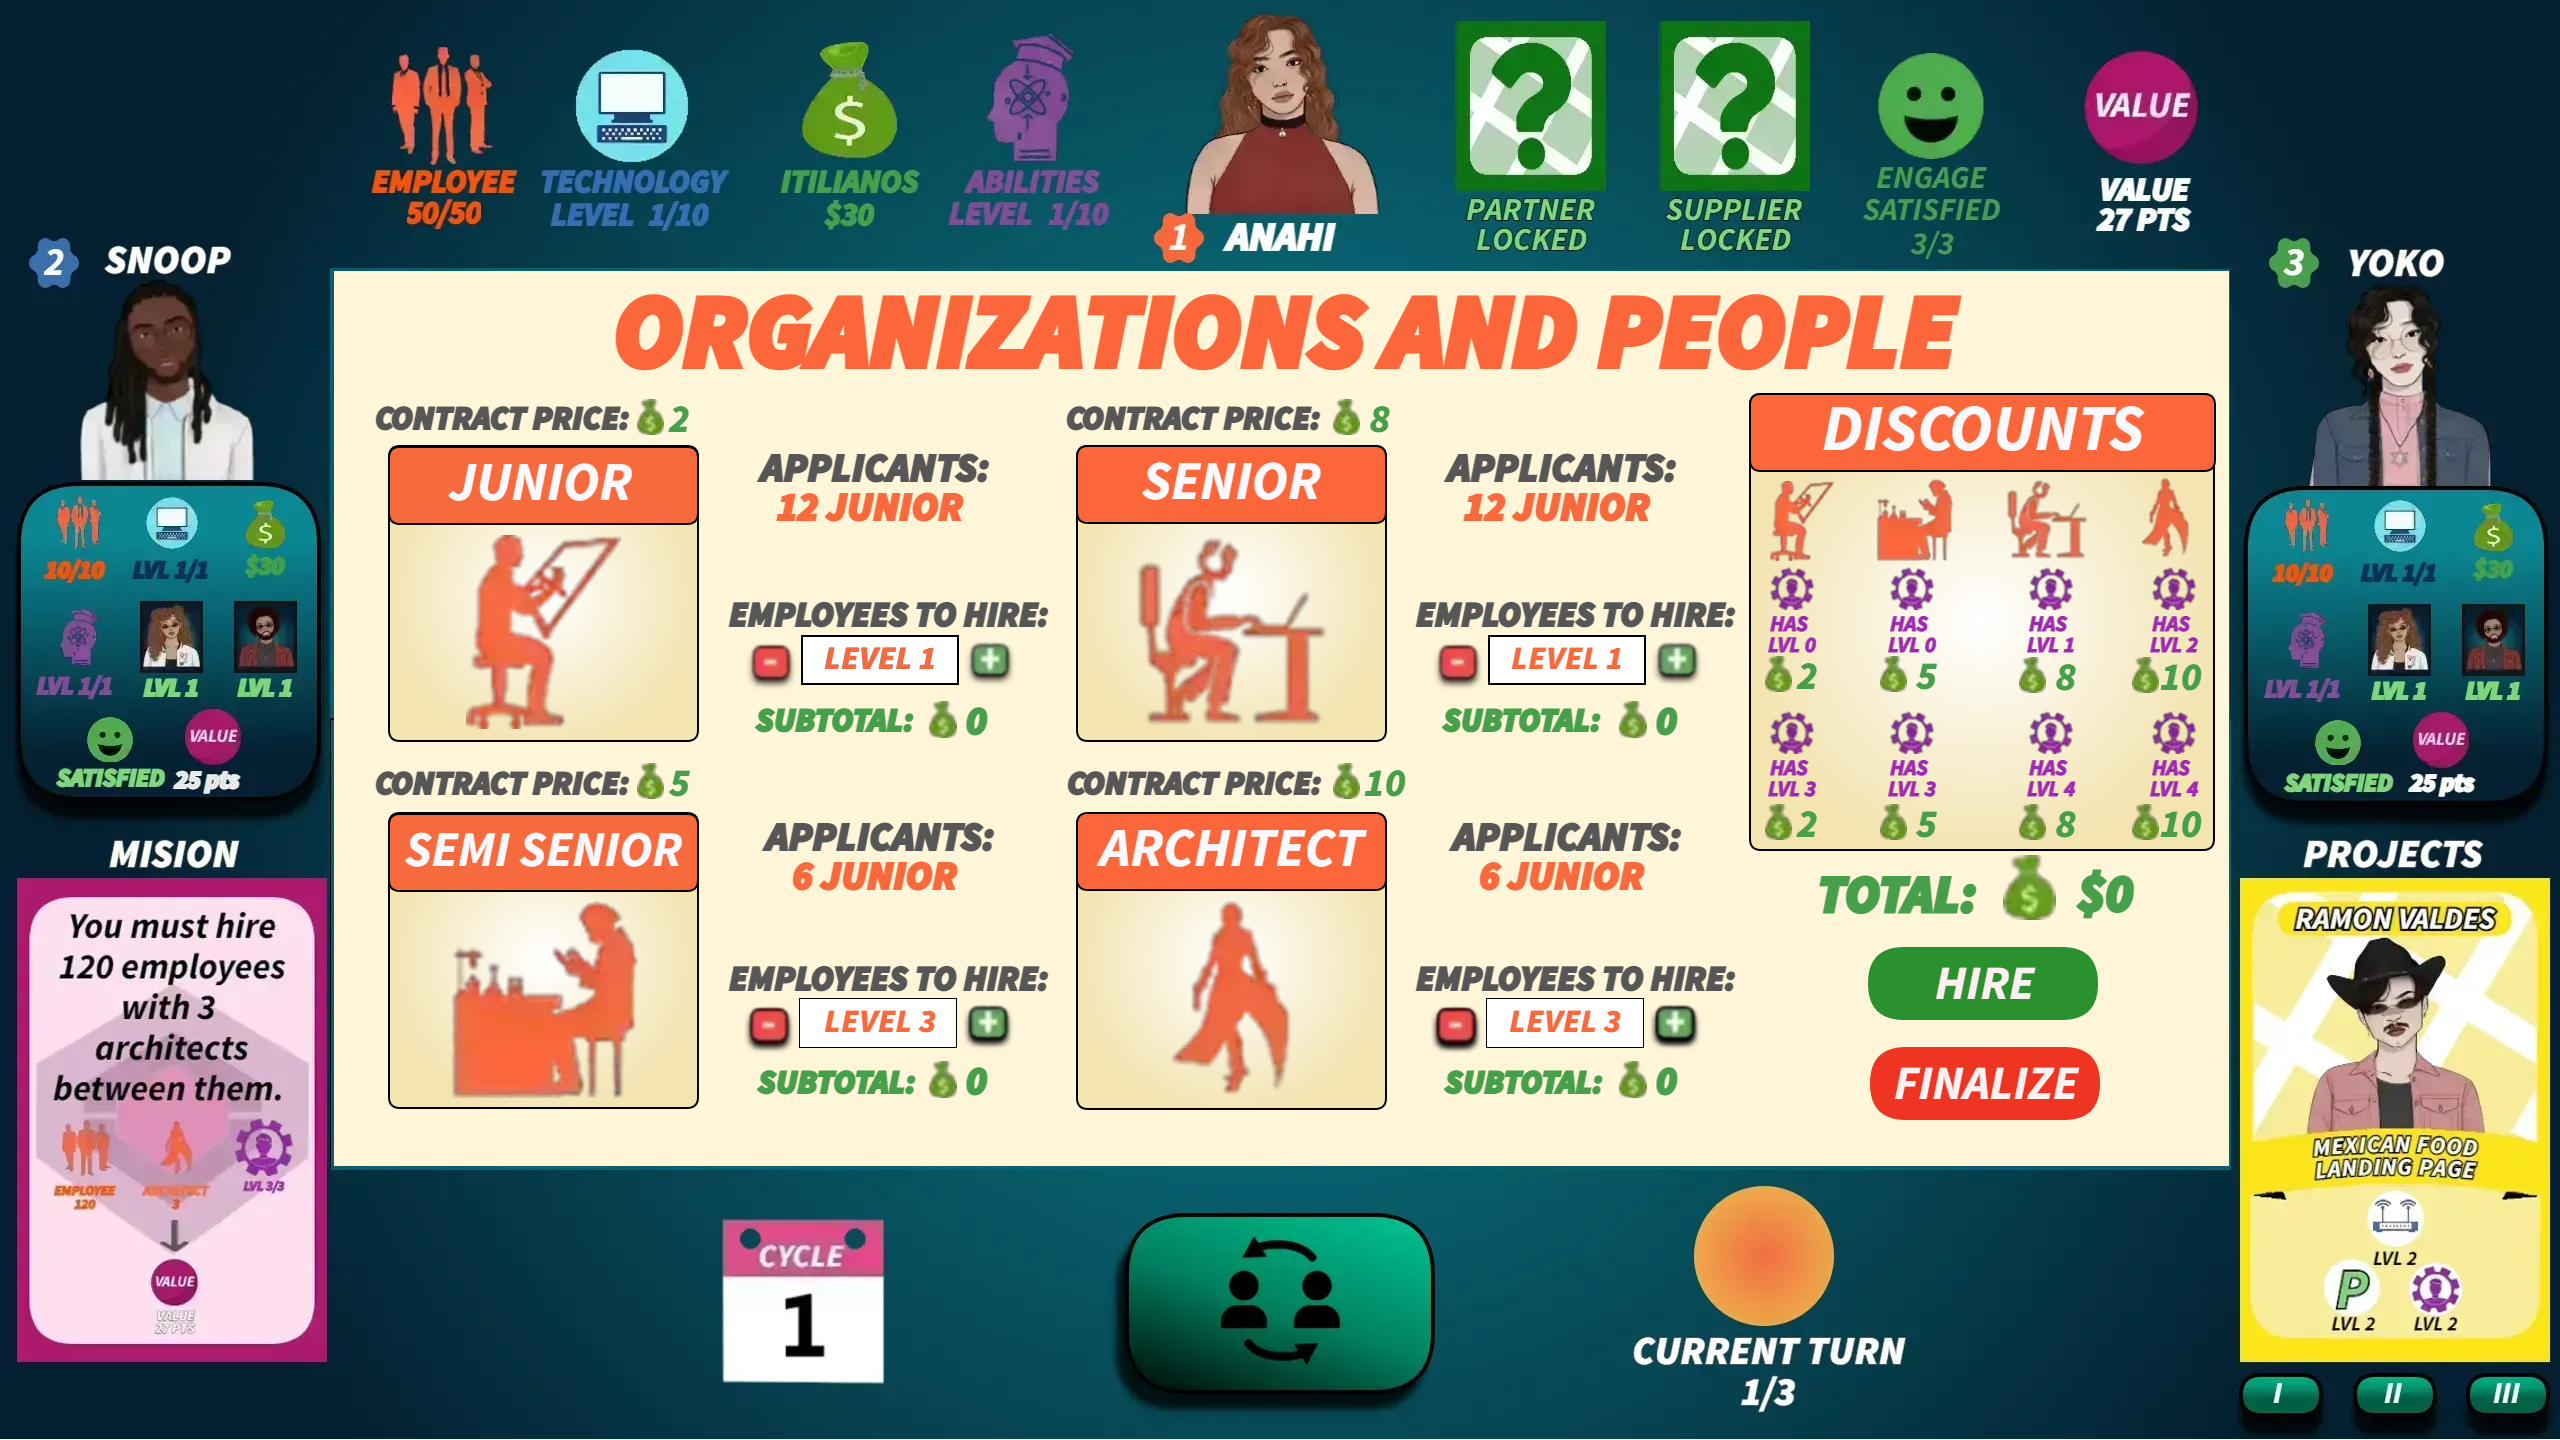 EMPLOYEE
50/50
TECHNOLOGY
LEVEL 1/10
$
ITILIANOS
$30
ABILITIES
LEVEL 1/10
1 ANAHI
?
PARTNER
LOCKED
?
SUPPLIER
LOCKED
ENGAGE
SATISFIED
3/3
VALUE
VALUE
27 PTS
2 SNOOP
10/10
LVL 1/1
$
$30
LVL 1/1
LVL 1
LVL 1
SATISFIED
VALUE
25 pts
MISION
You must hire
120 employees
with 3
architects
between them.
EMPLOYEE
120
ARCHITECT
3
LVL 3/3
VALUE
VALUE
27 PTS
ORGANIZATIONS AND PEOPLE
CONTRACT PRICE: 2
JUNIOR
APPLICANTS:
12 JUNIOR
EMPLOYEES TO HIRE:
- LEVEL 1 +
SUBTOTAL: 0
CONTRACT PRICE: 8
SENIOR
APPLICANTS:
12 JUNIOR
EMPLOYEES TO HIRE:
- LEVEL 1 +
SUBTOTAL: 0
CONTRACT PRICE: 5
SEMI SENIOR
APPLICANTS:
6 JUNIOR
EMPLOYEES TO HIRE:
- LEVEL 3 +
SUBTOTAL: 0
CONTRACT PRICE: 10
ARCHITECT
APPLICANTS:
6 JUNIOR
EMPLOYEES TO HIRE:
- LEVEL 3 +
SUBTOTAL: 0
DISCOUNTS
HAS HAS HAS HAS
LVL 0 LVL 0 LVL 1 LVL 2
2 5 8 10
HAS HAS HAS HAS
LVL 3 LVL 3 LVL 4 LVL 4
2 5 8 10
TOTAL: $0
HIRE
FINALIZE
3 YOKO
10/10
LVL 1/1
$
$30
LVL 1/1
LVL 1
LVL 1
SATISFIED
VALUE
25 pts
PROJECTS
RAMON VALDES
MEXICAN FOOD
LANDING PAGE
LVL 2
P
LVL 2
LVL 2
I II III
CYCLE
1
CURRENT TURN
1/3